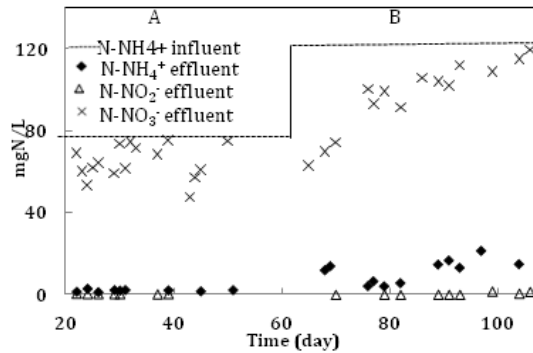 A B
120
80
40
0
mgN/L
N-NH4+ influent
N-NH₄⁺ effluent
N-NO₂⁻ effluent
N-NO₃⁻ effluent
20 40 60 80 100
Time (day)